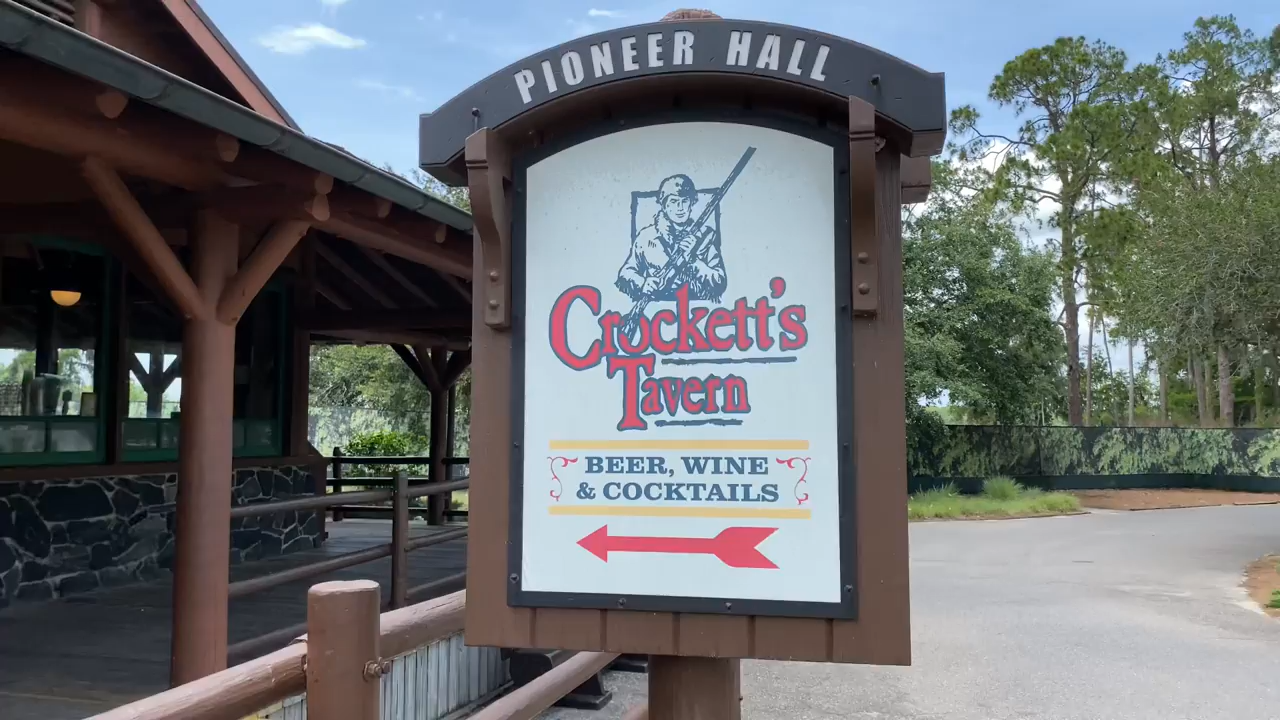 PIONEER HALL
Crockett's
Tavern
BEER, WINE
& COCKTAILS